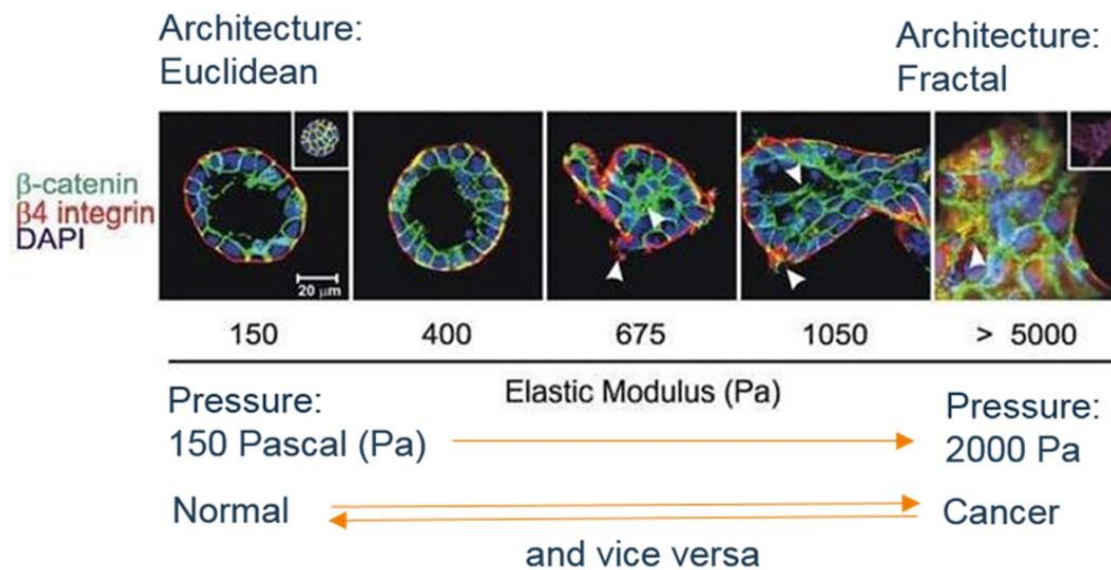 Architecture:
Euclidean
Architecture:
Fractal
β-catenin
β4 integrin
DAPI
20 μm
150
400
675
1050
> 5000
Elastic Modulus (Pa)
Pressure:
150 Pascal (Pa)
Pressure:
2000 Pa
Normal
Cancer
and vice versa